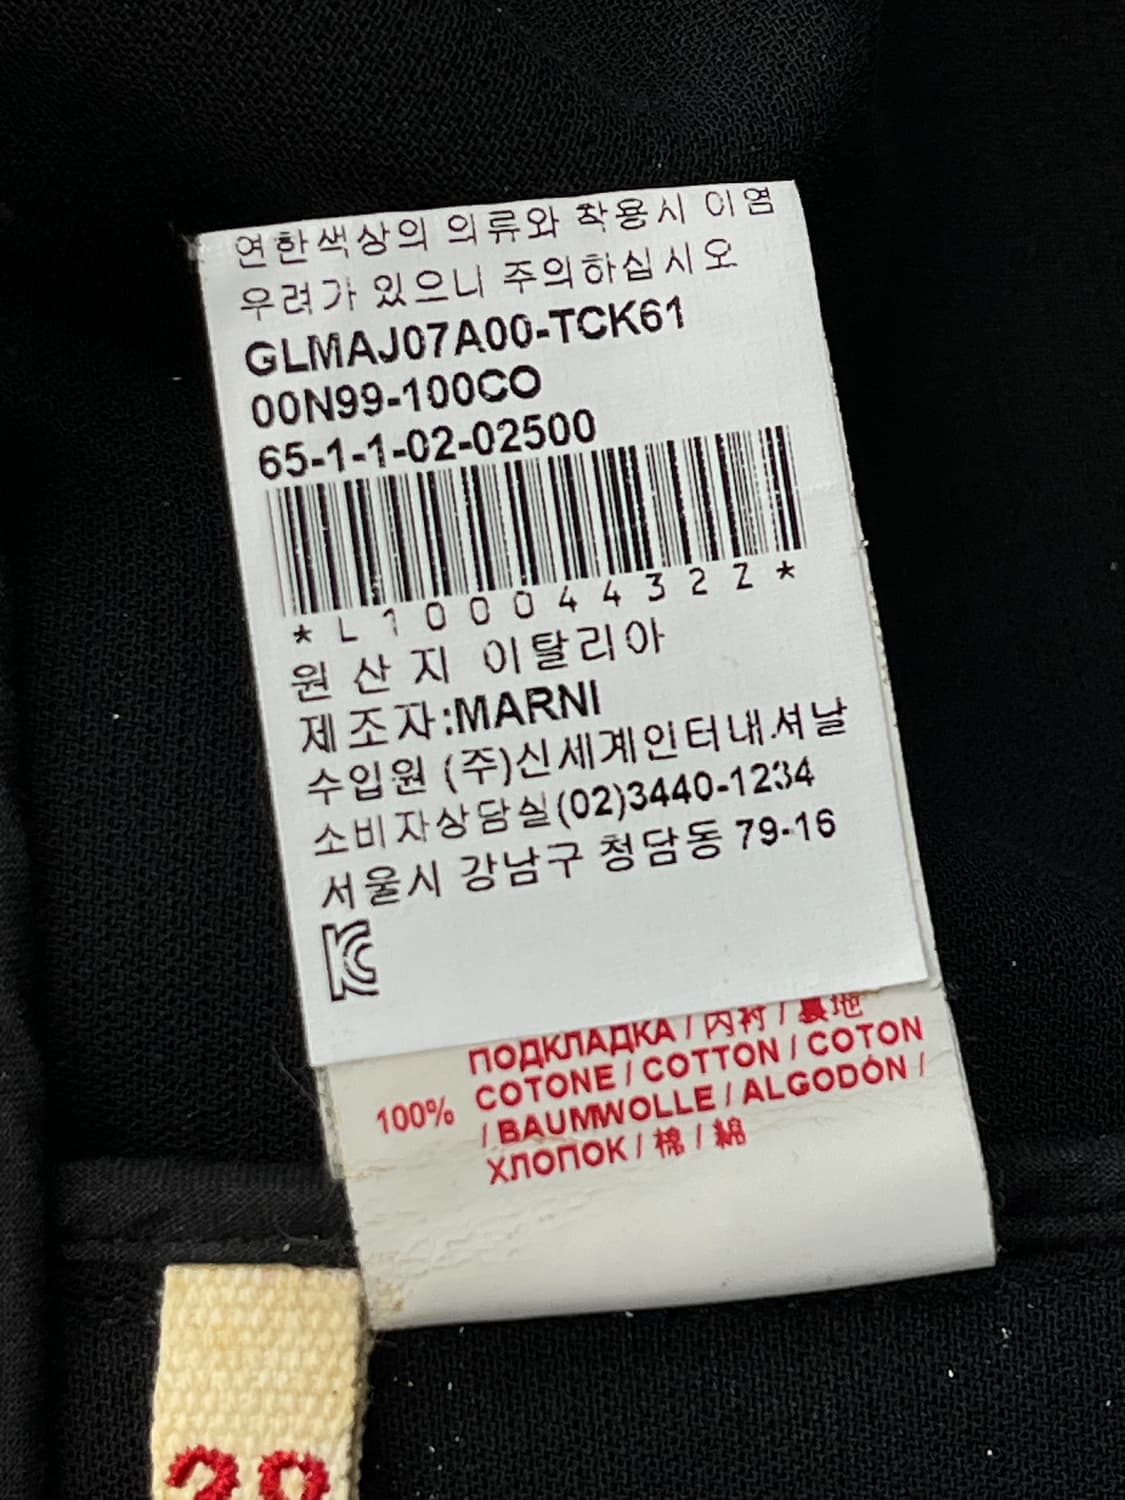 연한색상의 의류와 착용시 이염
우려가 있으니 주의하십시오
GLMAJ07A00-TCK61
00N99-100CO
65-1-1-02-02500
*L10004432Z*
원 산 지 이탈리아
제조자:MARNI
수입원 (주)신세계인터내셔날
소비자상담실(02)3440-1234
서울시 강남구 청담동 79-16
KC
ПОДКЛАДКА / 内衬 / 裏地
100% COTONE / COTTON / COTON
/ BAUMWOLLE / ALGODÓN /
ХЛОПОК / 棉 / 綿